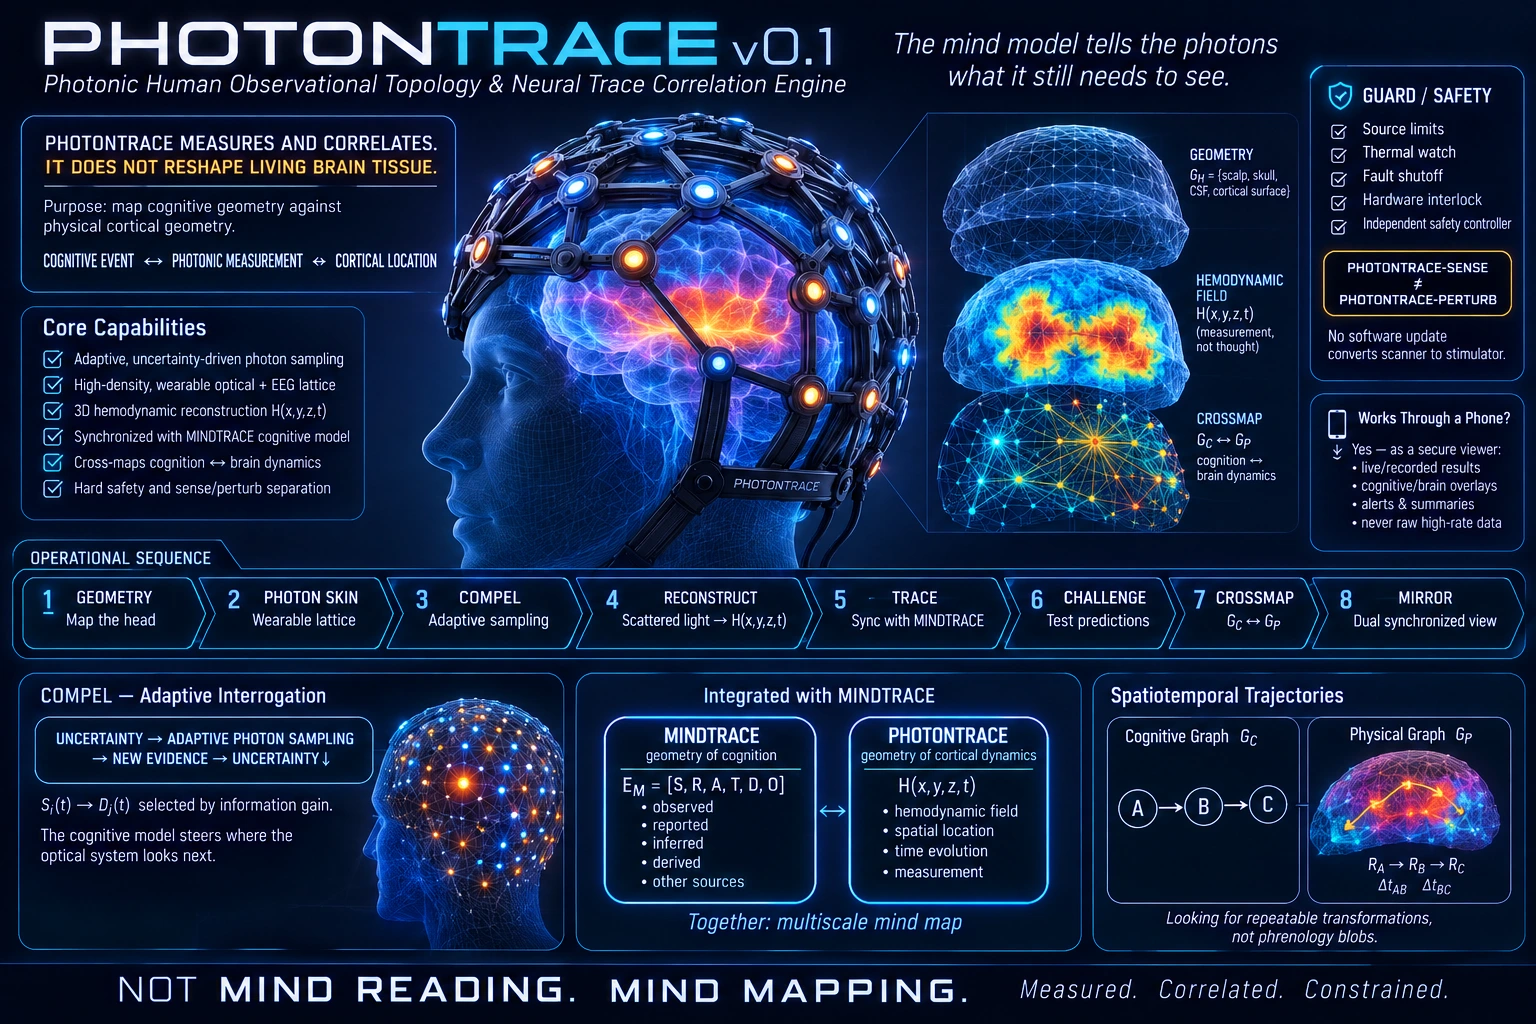 PHOTONTRACE v0.1
Photonic Human Observational Topology & Neural Trace Correlation Engine
The mind model tells the photons
what it still needs to see.
PHOTONTRACE MEASURES AND CORRELATES.
IT DOES NOT RESHAPE LIVING BRAIN TISSUE.
Purpose: map cognitive geometry against
physical cortical geometry.
COGNITIVE EVENT ↔ PHOTONIC MEASUREMENT ↔ CORTICAL LOCATION
Core Capabilities
Adaptive, uncertainty-driven photon sampling
High-density, wearable optical + EEG lattice
3D hemodynamic reconstruction H(x,y,z,t)
Synchronized with MINDTRACE cognitive model
Cross-maps cognition ↔ brain dynamics
Hard safety and sense/perturb separation
PHOTONTRACE
GEOMETRY
G_H = {scalp, skull,
CSF, cortical surface}
HEMODYNAMIC
FIELD
H(x,y,z,t)
(measurement,
not thought)
CROSSMAP
G_C ↔ G_P
cognition ↔
brain dynamics
GUARD / SAFETY
Source limits
Thermal watch
Fault shutoff
Hardware interlock
Independent safety controller
PHOTONTRACE-SENSE
≠
PHOTONTRACE-PERTURB
No software update
converts scanner to stimulator.
Works Through a Phone?
Yes — as a secure viewer:
• live/recorded results
• cognitive/brain overlays
• alerts & summaries
• never raw high-rate data
OPERATIONAL SEQUENCE
1 GEOMETRY
Map the head
2 PHOTON SKIN
Wearable lattice
3 COMPEL
Adaptive sampling
4 RECONSTRUCT
Scattered light → H(x,y,z,t)
5 TRACE
Sync with MINDTRACE
6 CHALLENGE
Test predictions
7 CROSSMAP
G_C ↔ G_P
8 MIRROR
Dual synchronized view
COMPEL — Adaptive Interrogation
UNCERTAINTY → ADAPTIVE PHOTON SAMPLING
→ NEW EVIDENCE → UNCERTAINTY ↓
S_i(t) → D_j(t) selected by information gain.
The cognitive model steers where the
optical system looks next.
Integrated with MINDTRACE
MINDTRACE
geometry of cognition
E_M = [S, R, A, T, D, O]
• observed
• reported
• inferred
• derived
• other sources
↔
PHOTONTRACE
geometry of cortical dynamics
H(x,y,z,t)
• hemodynamic field
• spatial location
• time evolution
• measurement
Together: multiscale mind map
Spatiotemporal Trajectories
Cognitive Graph G_C
A → B → C
Physical Graph G_P
R_A → R_B → R_C
Δt_AB Δt_BC
Looking for repeatable transformations,
not phrenology blobs.
NOT MIND READING. MIND MAPPING.
Measured. Correlated. Constrained.